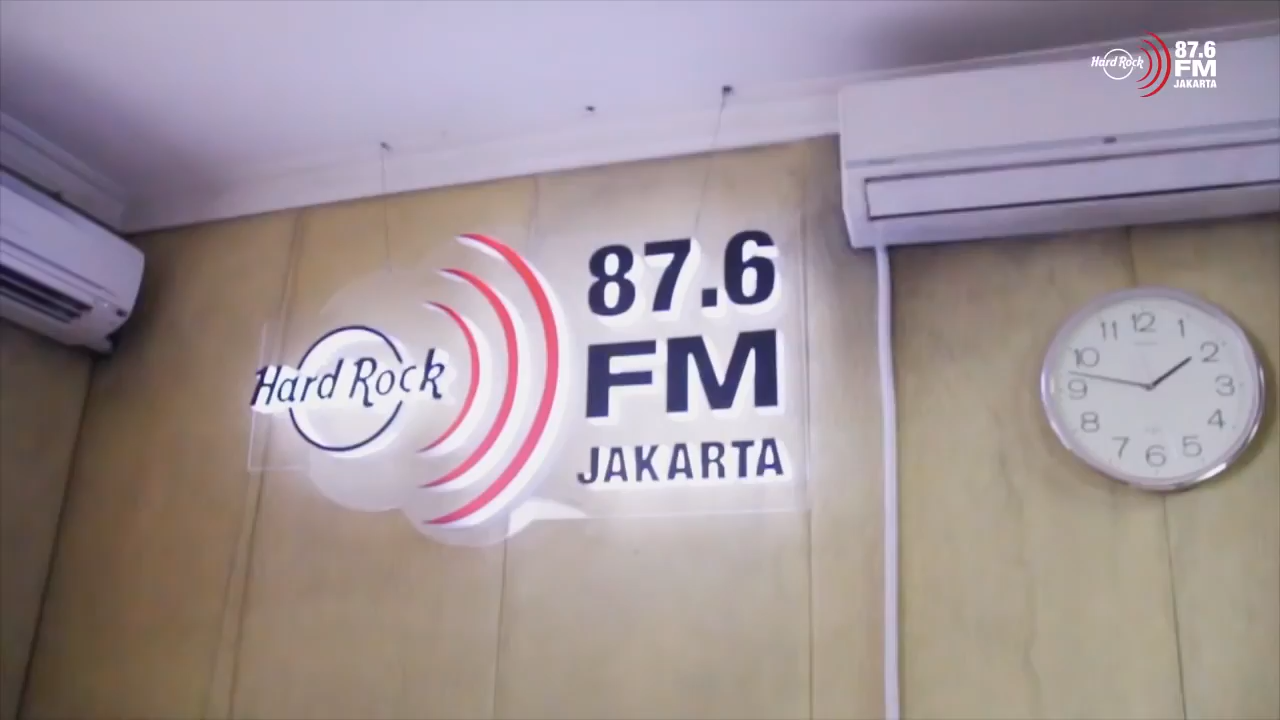 Hard Rock
87.6
FM
JAKARTA
Hard Rock
87.6
FM
JAKARTA
11 12 1
10 2
9 3
8 4
7 6 5